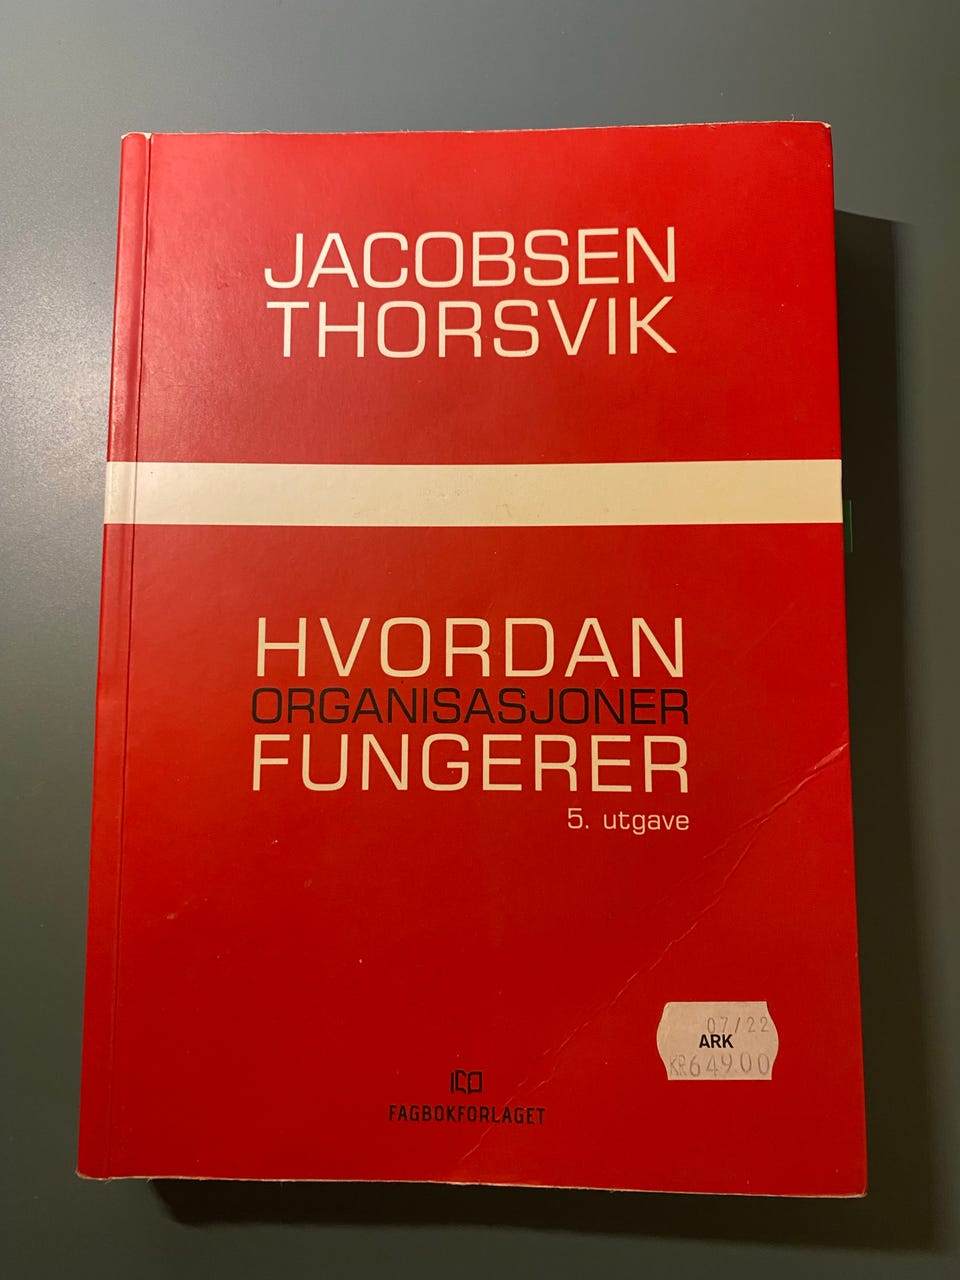 JACOBSEN
THORSVIK
HVORDAN
ORGANISASJONER
FUNGERER
5. utgave
07/22
ARK
KR649.00
FAGBOKFORLAGET